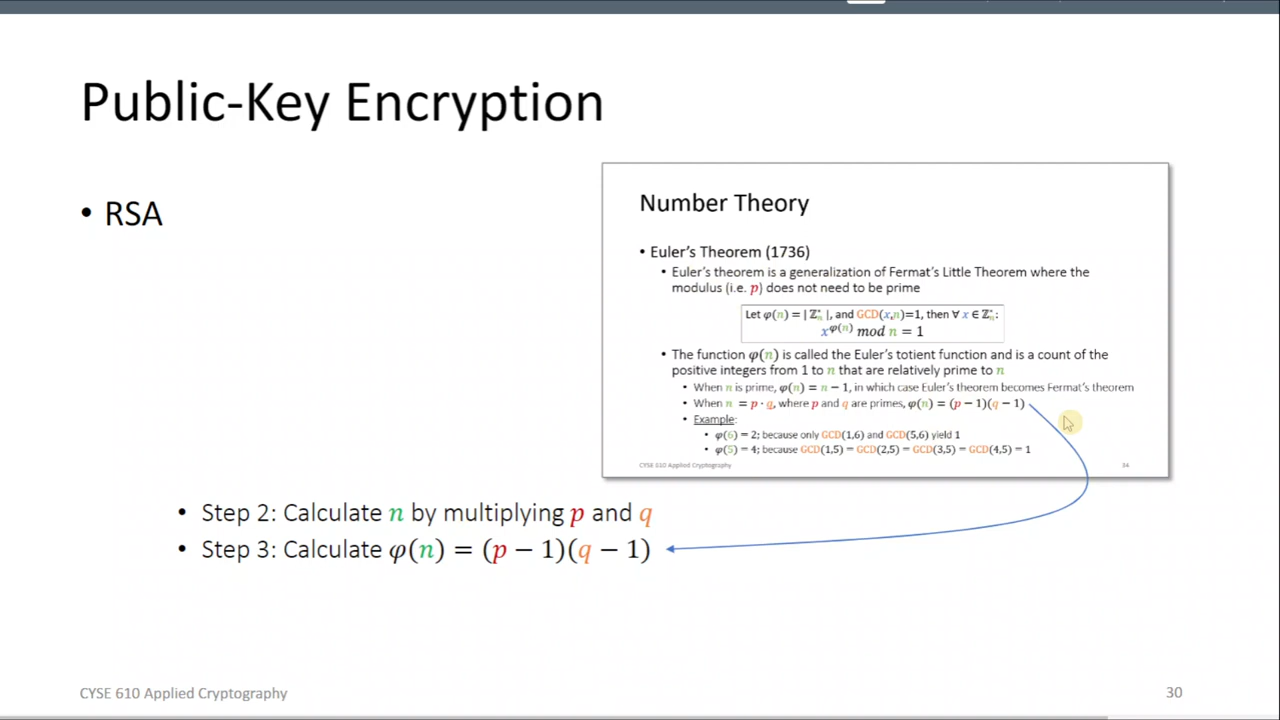 Public-Key Encryption
• RSA
Number Theory
• Euler's Theorem (1736)
• Euler's theorem is a generalization of Fermat's Little Theorem where the
modulus (i.e. p) does not need to be prime
Let φ(n) = | ℤ*ₙ |, and GCD(x,n)=1, then ∀ x ∈ ℤ*ₙ:
x^φ(n) mod n = 1
• The function φ(n) is called the Euler's totient function and is a count of the
positive integers from 1 to n that are relatively prime to n
• When n is prime, φ(n) = n − 1, in which case Euler's theorem becomes Fermat's theorem
• When n = p · q, where p and q are primes, φ(n) = (p − 1)(q − 1)
• Example:
• φ(6) = 2; because only GCD(1,6) and GCD(5,6) yield 1
• φ(5) = 4; because GCD(1,5) = GCD(2,5) = GCD(3,5) = GCD(4,5) = 1
CYSE 610 Applied Cryptography
34
• Step 2: Calculate n by multiplying p and q
• Step 3: Calculate φ(n) = (p − 1)(q − 1)
CYSE 610 Applied Cryptography
30